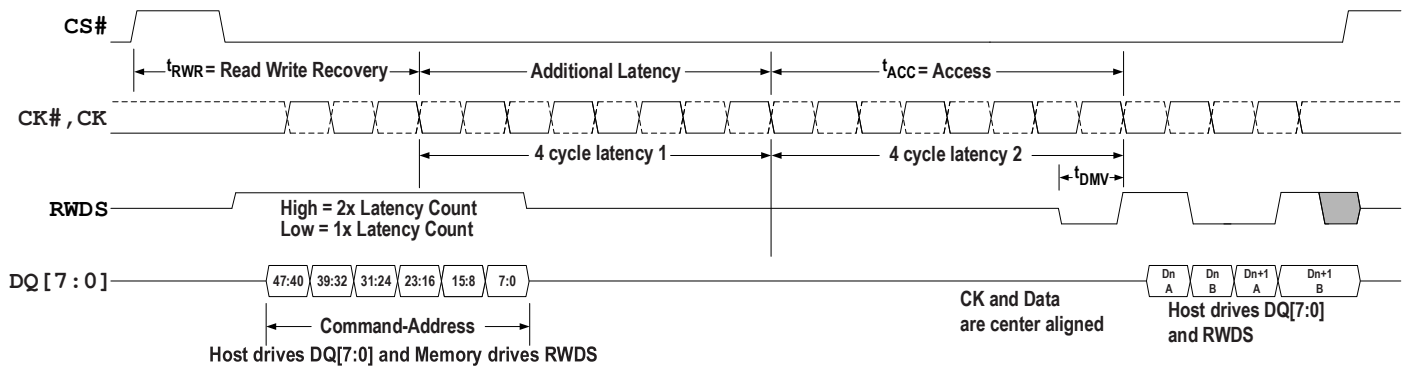 CS#
tRWR = Read Write Recovery
Additional Latency
tACC = Access
CK#,CK
4 cycle latency 1
4 cycle latency 2
tDMV
RWDS
High = 2x Latency Count
Low = 1x Latency Count
DQ[7:0]
47:40 39:32 31:24 23:16 15:8 7:0
Dn A
Dn B
Dn+1 A
Dn+1 B
Command-Address
CK and Data
are center aligned
Host drives DQ[7:0]
and RWDS
Host drives DQ[7:0] and Memory drives RWDS